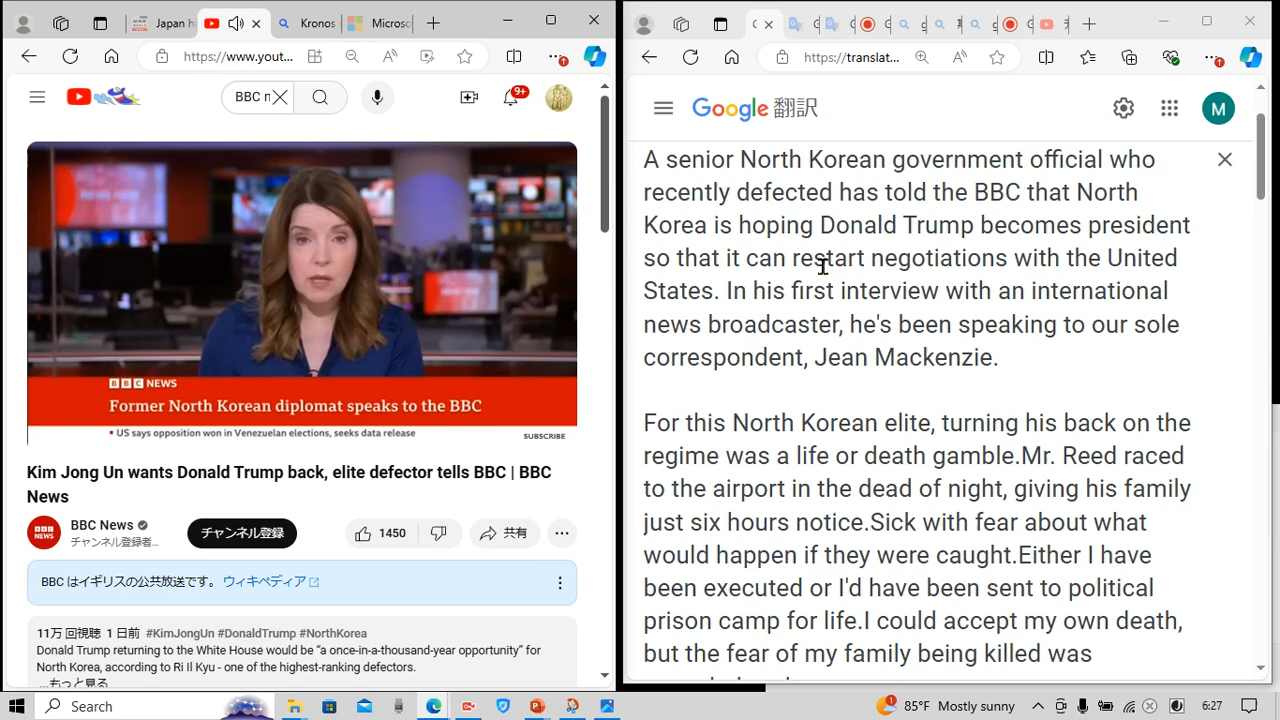 Japan h
Kronos
Microso
https://www.yout...
https://translat...
BBC n
9+
Google 翻訳
M
BBC NEWS
Former North Korean diplomat speaks to the BBC
• US says opposition won in Venezuelan elections, seeks data release
SUBSCRIBE
Kim Jong Un wants Donald Trump back, elite defector tells BBC | BBC
News
BBC News
チャンネル登録者...
チャンネル登録
1450
共有
BBC はイギリスの公共放送です。 ウィキペディア
11万 回視聴 1 日前 #KimJongUn #DonaldTrump #NorthKorea
Donald Trump returning to the White House would be “a once-in-a-thousand-year opportunity” for
North Korea, according to Ri Il Kyu - one of the highest-ranking defectors.
...もっと見る
A senior North Korean government official who
recently defected has told the BBC that North
Korea is hoping Donald Trump becomes president
so that it can restart negotiations with the United
States. In his first interview with an international
news broadcaster, he's been speaking to our sole
correspondent, Jean Mackenzie.
For this North Korean elite, turning his back on the
regime was a life or death gamble.Mr. Reed raced
to the airport in the dead of night, giving his family
just six hours notice.Sick with fear about what
would happen if they were caught.Either I have
been executed or I'd have been sent to political
prison camp for life.I could accept my own death,
but the fear of my family being killed was
Search
1
85°F Mostly sunny
6:27